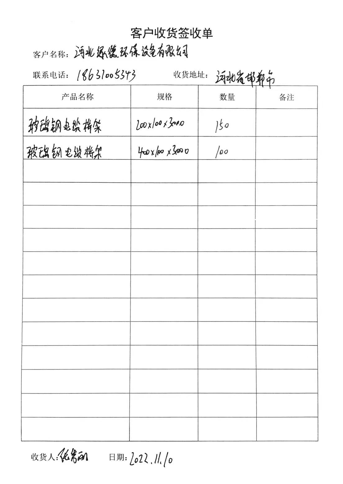 客户收货签收单
客户名称：河北 环保设备有限公司
联系电话：18631005343 收货地址：河北省邯郸市
产品名称 规格 数量 备注
玻璃钢电缆桥架 200x100x3000 150
玻璃钢电缆桥架 400x100x3000 100
收货人： 日期：2022.11.10